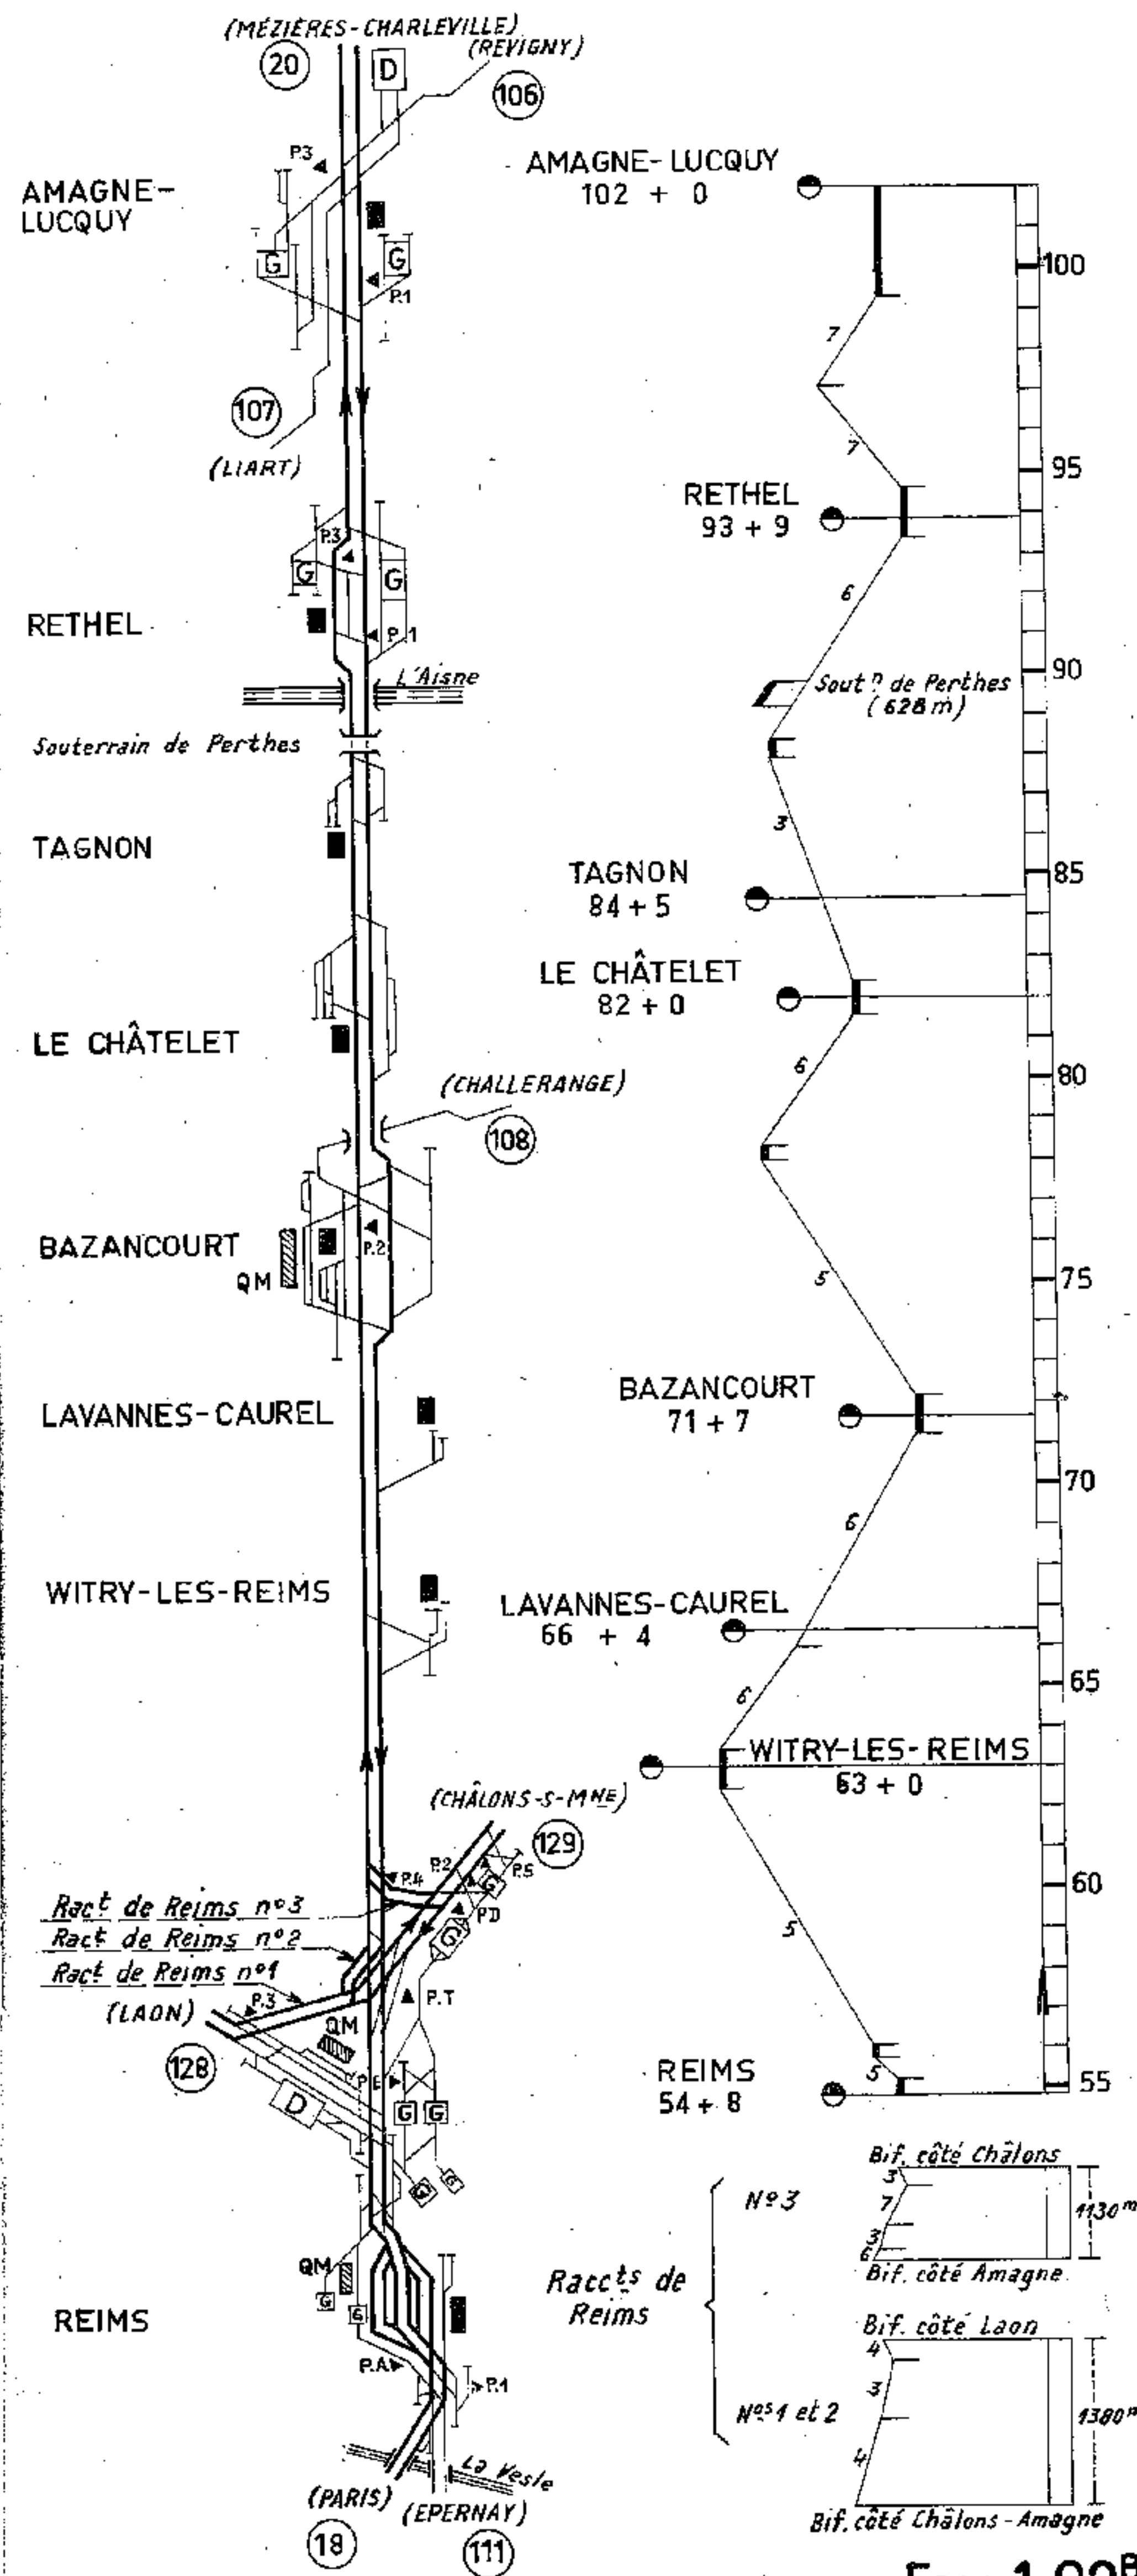 (MÉZIÈRES-CHARLEVILLE)
20
(REVIGNY)
106
D
P.3
AMAGNE-
LUCQUY
G
G
P.1
107
(LIART)
P.3
G
G
RETHEL
P.1
L'Aisne
Souterrain de Perthes
TAGNON
LE CHÂTELET
(CHALLERANGE)
108
BAZANCOURT
P.2
QM
LAVANNES-CAUREL
WITRY-LES-REIMS
(CHÂLONS-S-MNE)
129
P.4
P.2
P.5
G
PD
G
Ract de Reims nº3
Ract de Reims nº2
Ract de Reims nº1
(LAON)
P.3
P.T
QM
128
D
G
G
G
G
QM
G
G
REIMS
P.A
P.1
La Vesle
(PARIS)
(EPERNAY)
18
111
AMAGNE-LUCQUY
102 + 0
100
7
7
95
RETHEL
93 + 9
6
90
Soutn de Perthes
(628 m)
3
85
TAGNON
84 + 5
LE CHÂTELET
82 + 0
6
80
5
75
BAZANCOURT
71 + 7
70
6
LAVANNES-CAUREL
66 + 4
65
6
WITRY-LES-REIMS
63 + 0
60
5
5
55
REIMS
54 + 8
Bif. côté Châlons
3
7
3
6
1130m
Nº3
Bif. côté Amagne
Raccts de
Reims
Bif. côté Laon
4
3
4
1380m
Nos 1 et 2
Bif. côté Châlons-Amagne